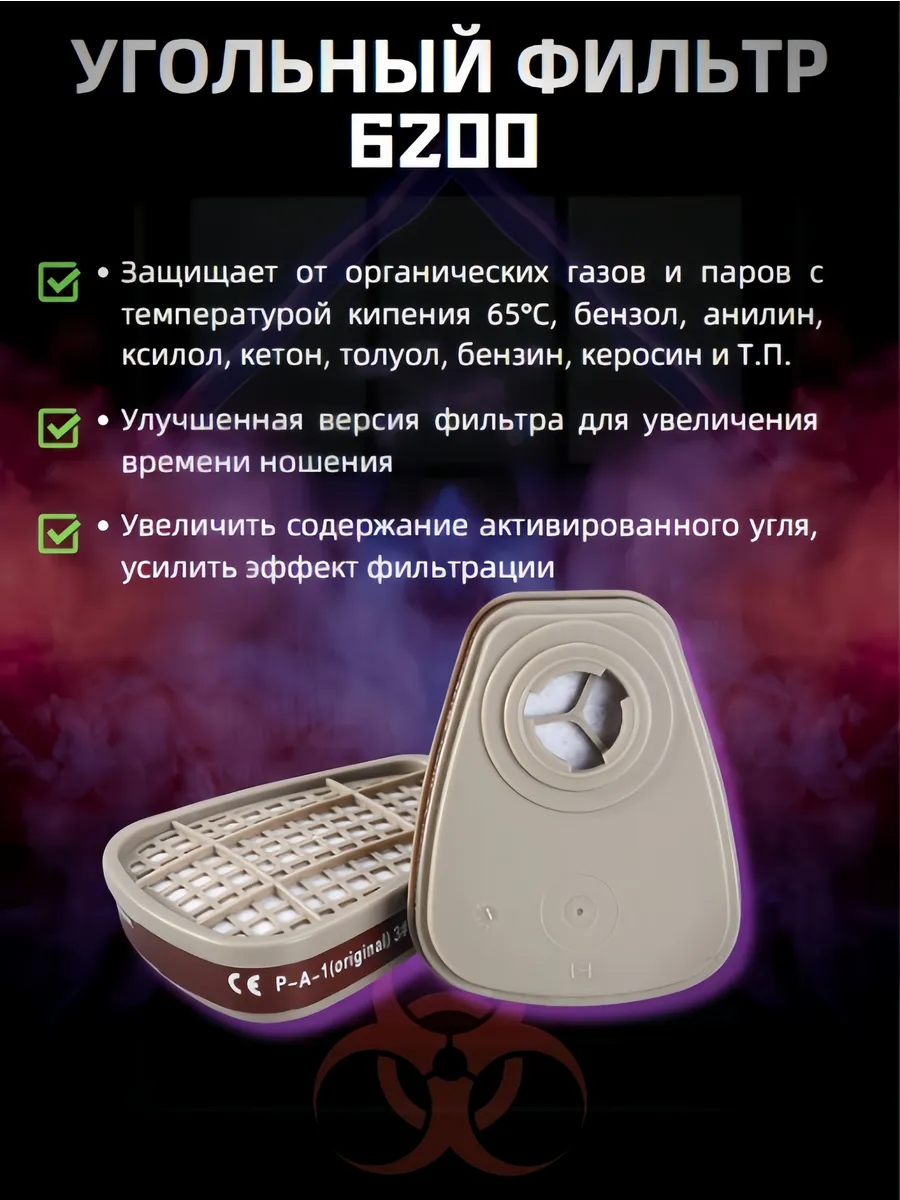 УГОЛЬНЫЙ ФИЛЬТР
6200
• Защищает от органических газов и паров с
температурой кипения 65°C, бензол, анилин,
ксилол, кетон, толуол, бензин, керосин и Т.П.
• Улучшенная версия фильтра для увеличения
времени ношения
• Увеличить содержание активированного угля,
усилить эффект фильтрации
CE P-A-1(original) 3#
H